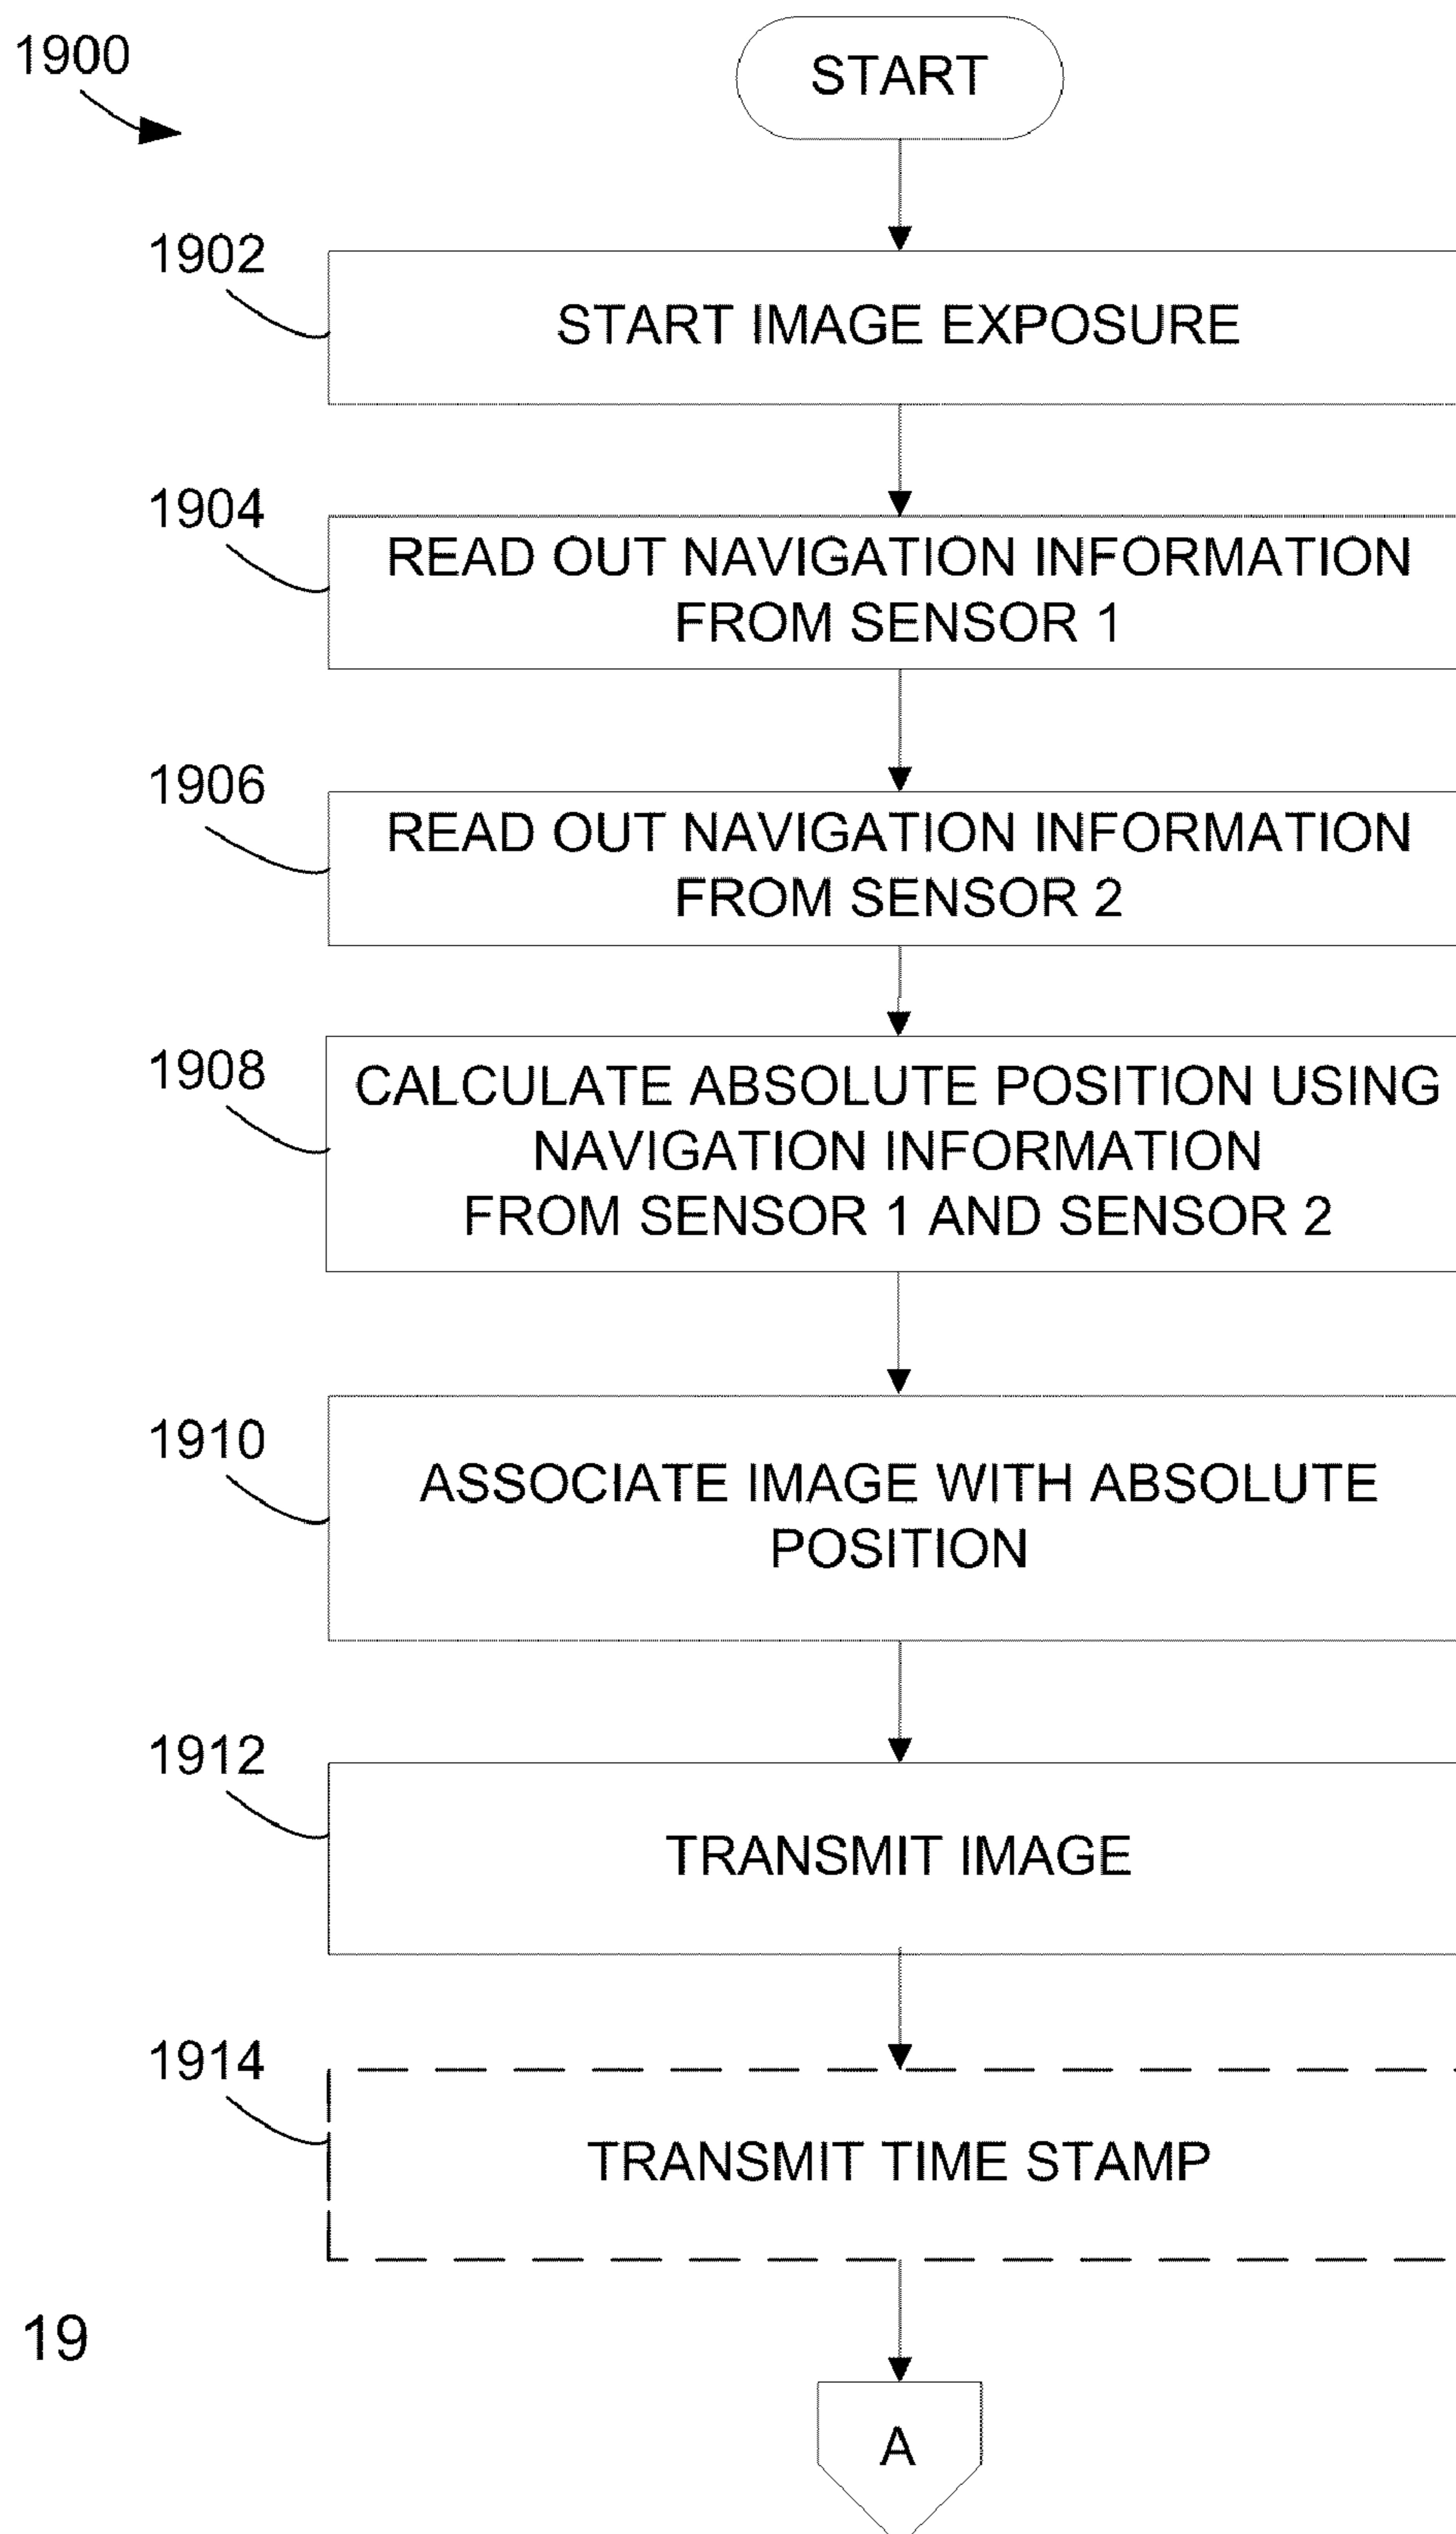 1900
START
1902
START IMAGE EXPOSURE
1904
READ OUT NAVIGATION INFORMATION
FROM SENSOR 1
1906
READ OUT NAVIGATION INFORMATION
FROM SENSOR 2
1908
CALCULATE ABSOLUTE POSITION USING
NAVIGATION INFORMATION
FROM SENSOR 1 AND SENSOR 2
1910
ASSOCIATE IMAGE WITH ABSOLUTE
POSITION
1912
TRANSMIT IMAGE
1914
TRANSMIT TIME STAMP
19
A